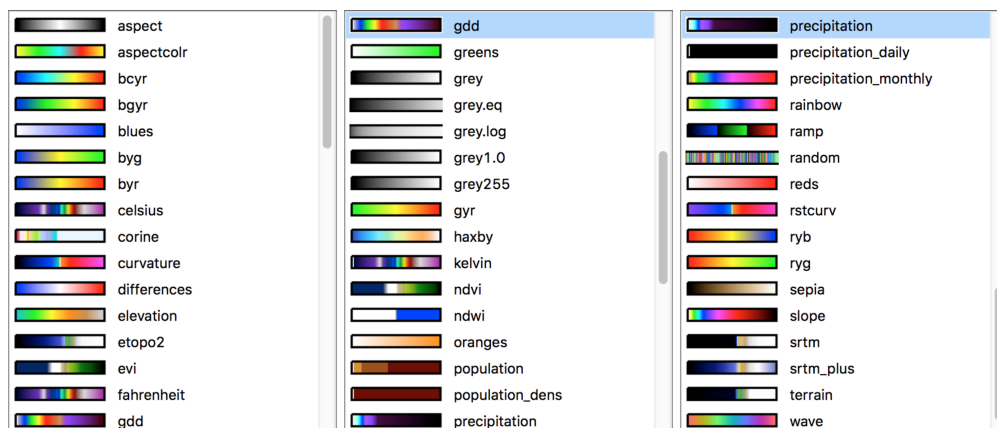 aspect
aspectcolr
bcyr
bgyr
blues
byg
byr
celsius
corine
curvature
differences
elevation
etopo2
evi
fahrenheit
gdd
gdd
greens
grey
grey.eq
grey.log
grey1.0
grey255
gyr
haxby
kelvin
ndvi
ndwi
oranges
population
population_dens
precipitation
precipitation
precipitation_daily
precipitation_monthly
rainbow
ramp
random
reds
rstcurv
ryb
ryg
sepia
slope
srtm
srtm_plus
terrain
wave